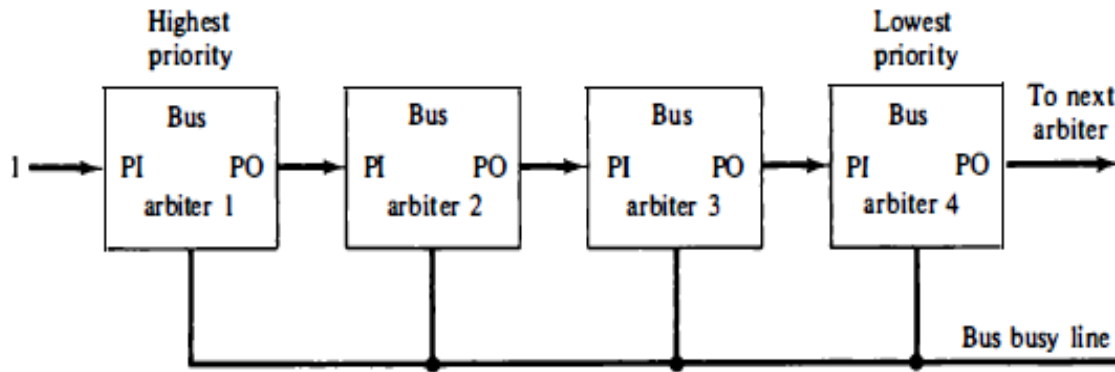 Highest
priority
Lowest
priority
Bus
PI PO
arbiter 1
Bus
PI PO
arbiter 2
Bus
PI PO
arbiter 3
Bus
PI PO
arbiter 4
1
To next
arbiter
Bus busy line